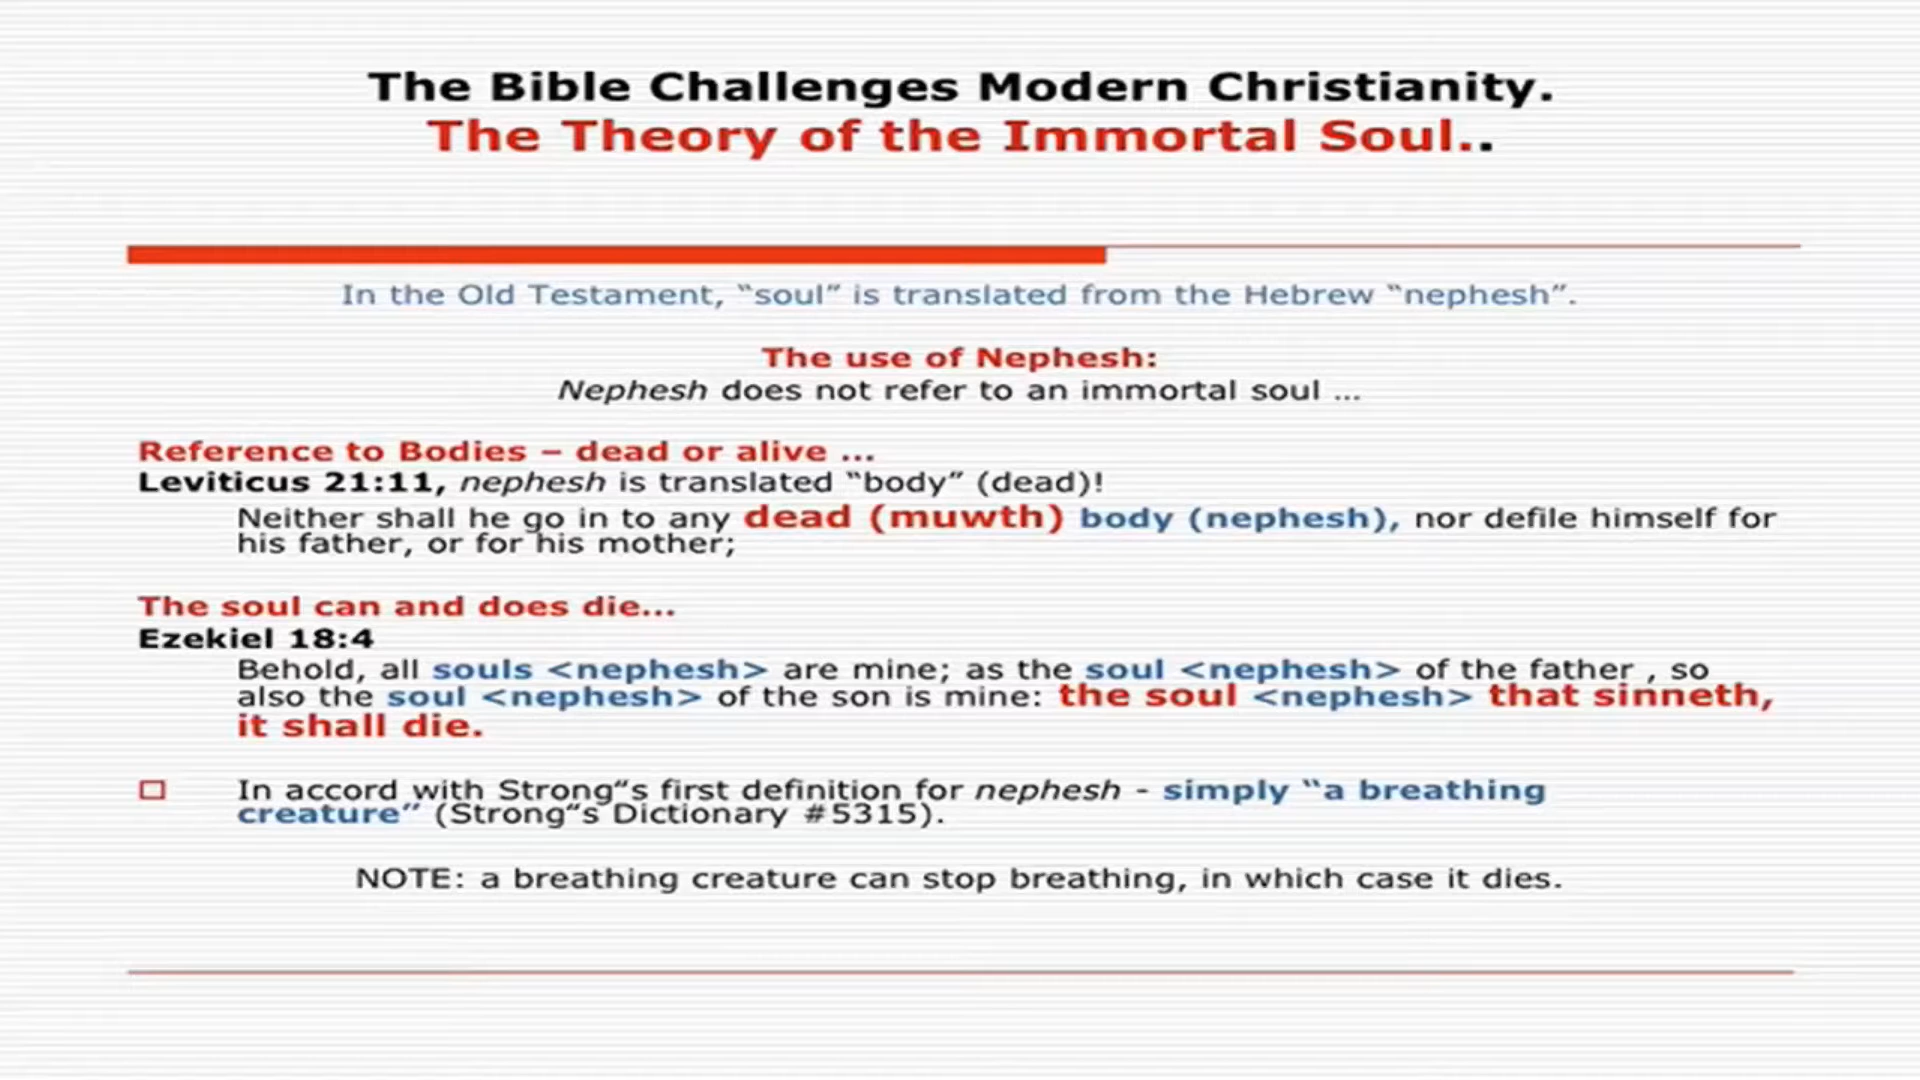 The Bible Challenges Modern Christianity.
The Theory of the Immortal Soul..
In the Old Testament, “soul” is translated from the Hebrew “nephesh”.
The use of Nephesh:
Nephesh does not refer to an immortal soul ...
Reference to Bodies – dead or alive ...
Leviticus 21:11, nephesh is translated “body” (dead)!
Neither shall he go in to any dead (muwth) body (nephesh), nor defile himself for
his father, or for his mother;
The soul can and does die...
Ezekiel 18:4
Behold, all souls <nephesh> are mine; as the soul <nephesh> of the father , so
also the soul <nephesh> of the son is mine: the soul <nephesh> that sinneth,
it shall die.
In accord with Strong“s first definition for nephesh - simply “a breathing
creature” (Strong“s Dictionary #5315).
NOTE: a breathing creature can stop breathing, in which case it dies.